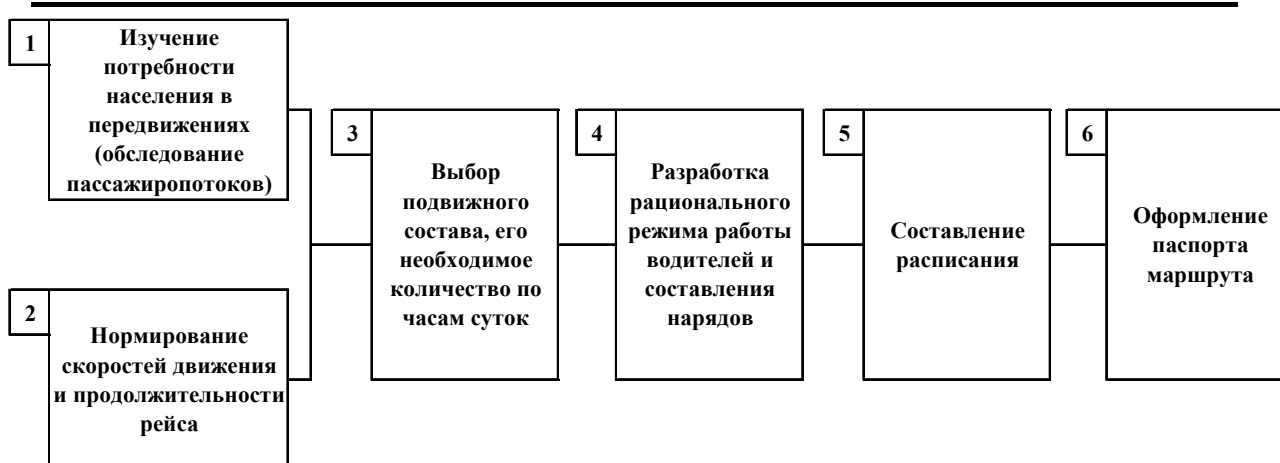 1
Изучение
потребности
населения в
передвижениях
(обследование
пассажиропотоков)
2
Нормирование
скоростей движения
и продолжительности
рейса
3
Выбор
подвижного
состава, его
необходимое
количество по
часам суток
4
Разработка
рационального
режима работы
водителей и
составления
нарядов
5
Составление
расписания
6
Оформление
паспорта
маршрута